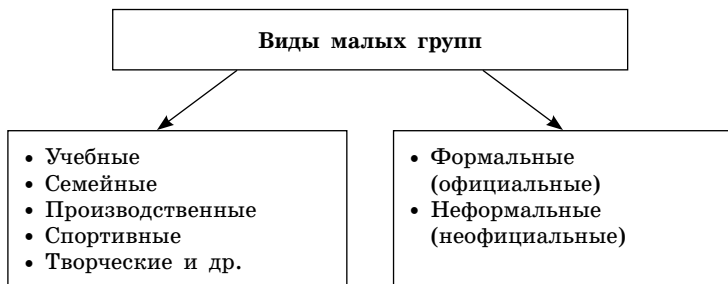 Виды малых групп
• Учебные
• Семейные
• Производственные
• Спортивные
• Творческие и др.
• Формальные
(официальные)
• Неформальные
(неофициальные)